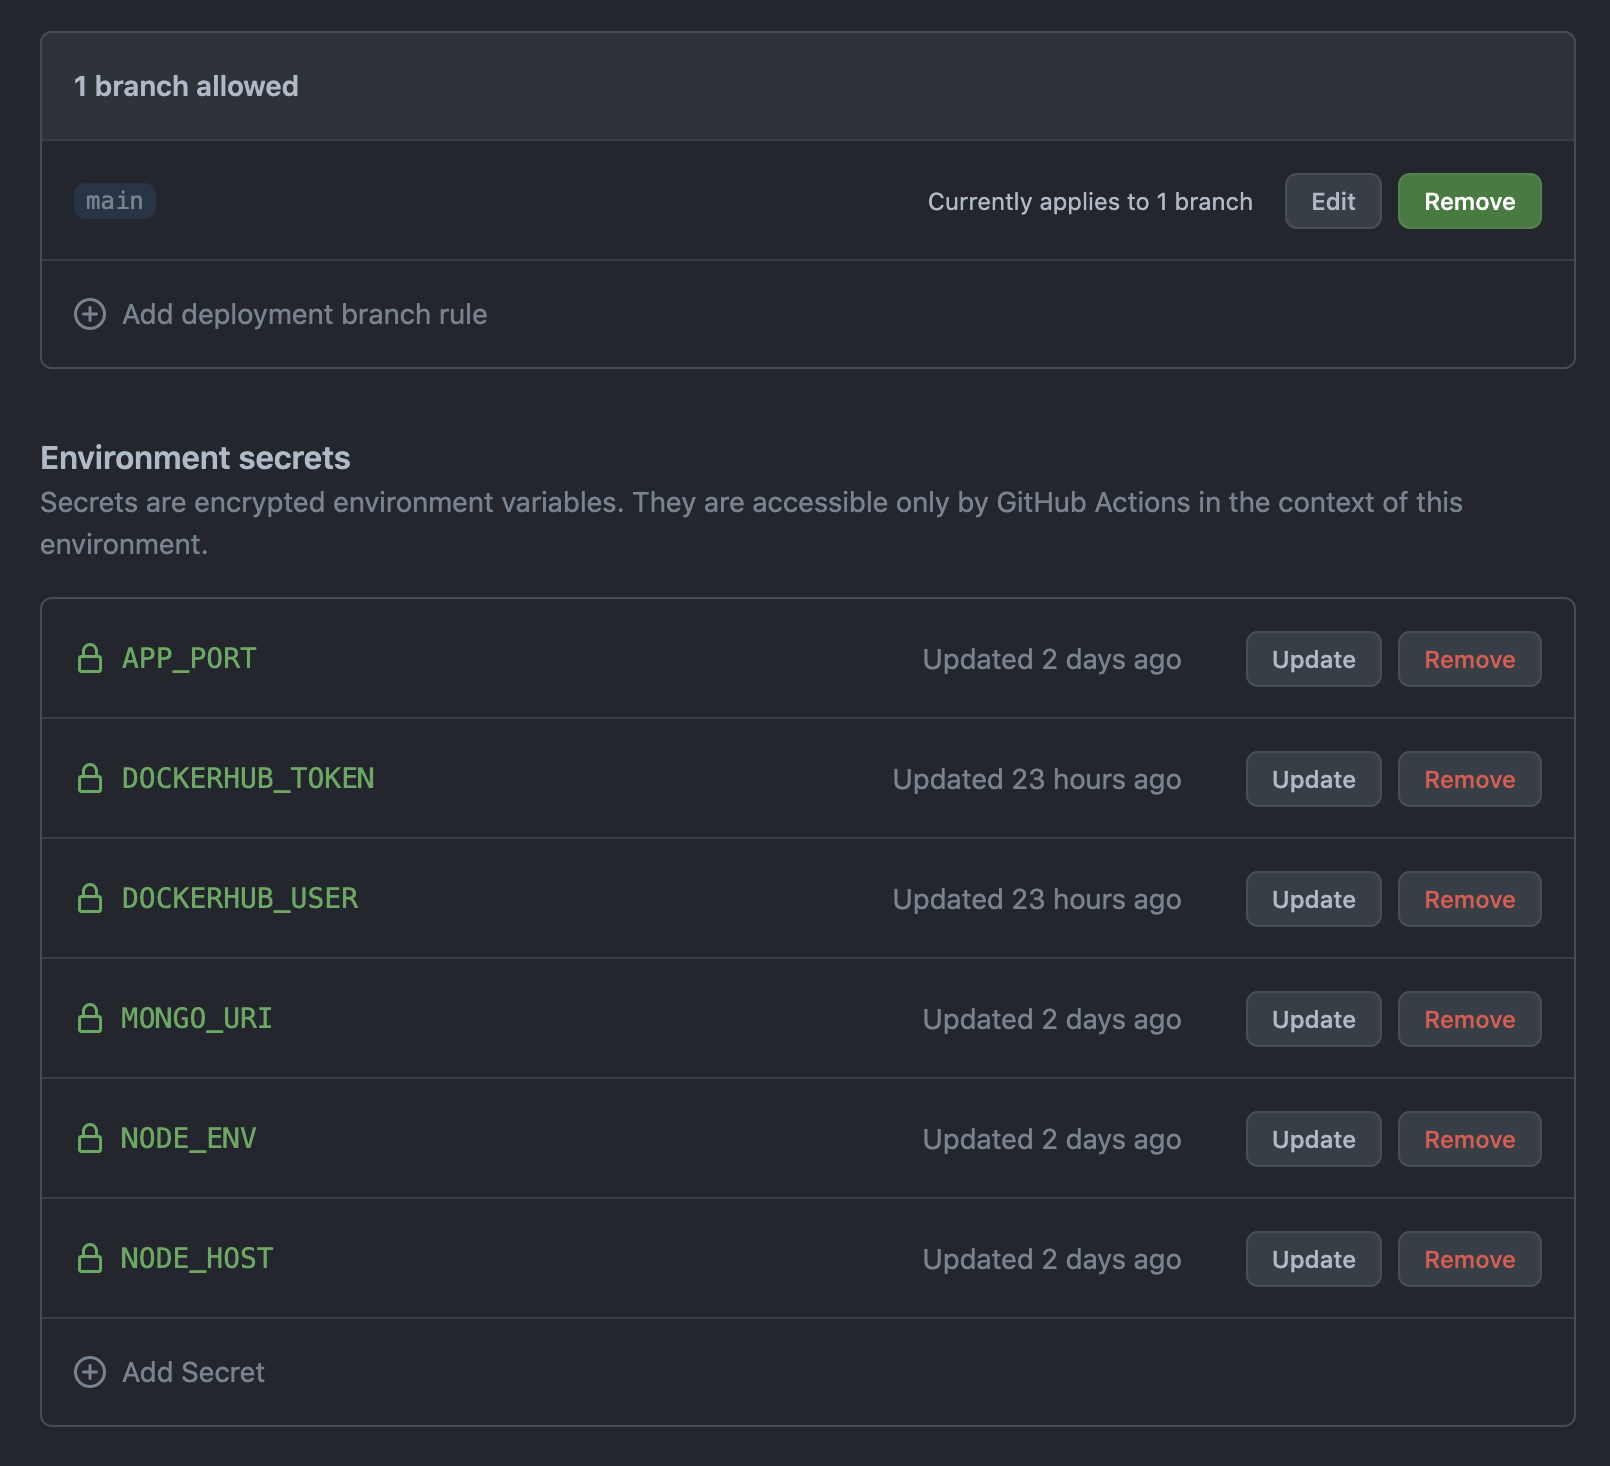 1 branch allowed
main Currently applies to 1 branch Edit Remove
Add deployment branch rule
Environment secrets
Secrets are encrypted environment variables. They are accessible only by GitHub Actions in the context of this
environment.
APP_PORT Updated 2 days ago Update Remove
DOCKERHUB_TOKEN Updated 23 hours ago Update Remove
DOCKERHUB_USER Updated 23 hours ago Update Remove
MONGO_URI Updated 2 days ago Update Remove
NODE_ENV Updated 2 days ago Update Remove
NODE_HOST Updated 2 days ago Update Remove
Add Secret